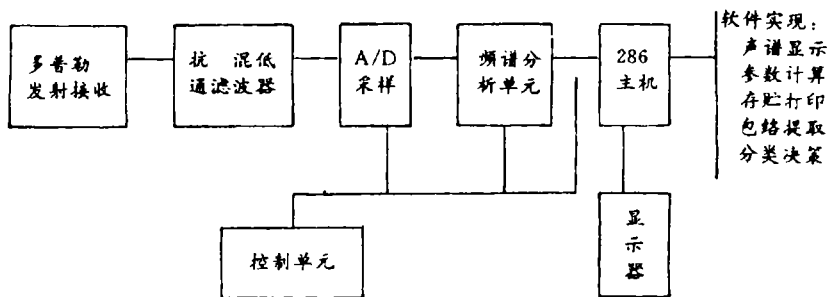 多普勒
发射接收
抗 混低
通滤波器
A/D
采样
频谱分
析单元
286
主机
软件实现：
声谱显示
参数计算
存贮打印
包络提取
分类决策
控制单元
显
示
器